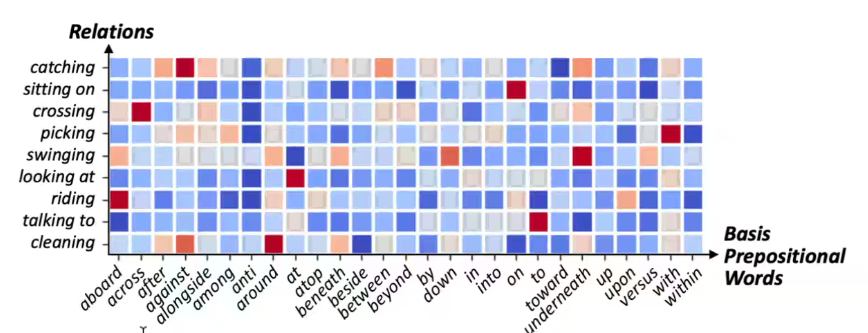 Relations
catching
sitting on
crossing
picking
swinging
looking at
riding
talking to
cleaning
aboard
across
after
against
alongside
among
anti
around
at
atop
beneath
beside
between
beyond
by
down
in
into
on
to
toward
underneath
up
upon
versus
with
within
Basis
Prepositional
Words